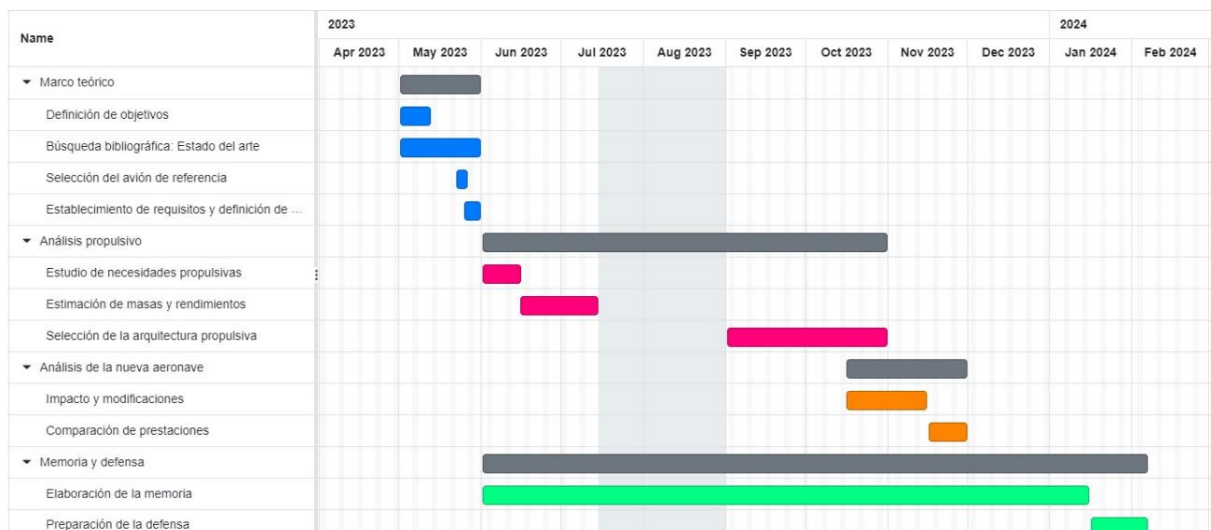 Name
2023
2024
Apr 2023 May 2023 Jun 2023 Jul 2023 Aug 2023 Sep 2023 Oct 2023 Nov 2023 Dec 2023 Jan 2024 Feb 2024
Marco teórico
Definición de objetivos
Búsqueda bibliográfica: Estado del arte
Selección del avión de referencia
Establecimiento de requisitos y definición de ...
Análisis propulsivo
Estudio de necesidades propulsivas
Estimación de masas y rendimientos
Selección de la arquitectura propulsiva
Análisis de la nueva aeronave
Impacto y modificaciones
Comparación de prestaciones
Memoria y defensa
Elaboración de la memoria
Preparación de la defensa